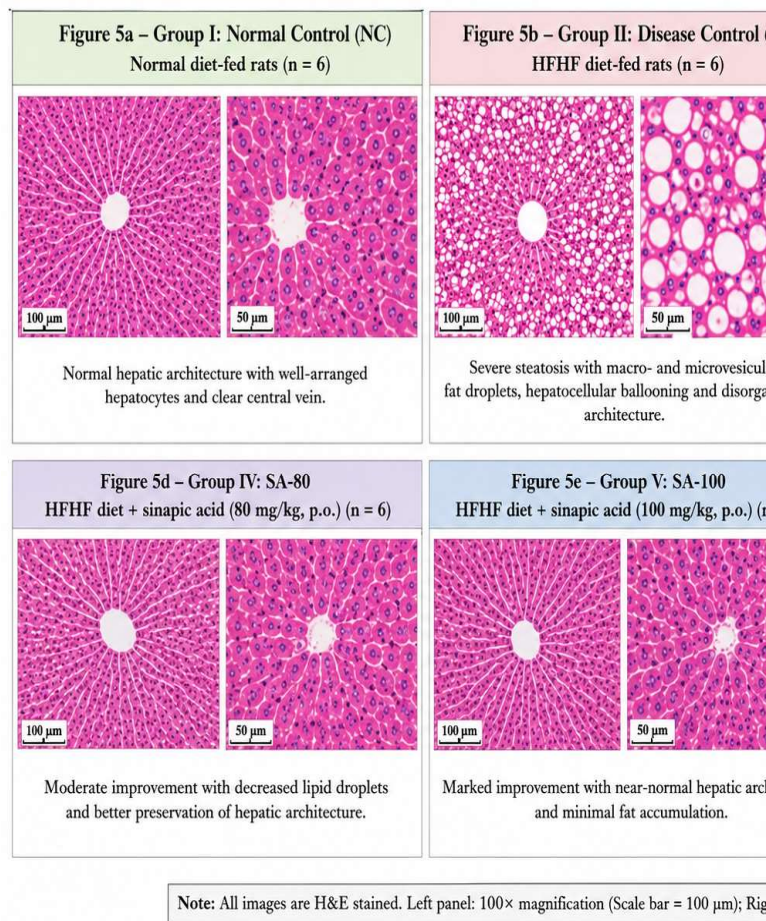 Figure 5a – Group I: Normal Control (NC)
Normal diet-fed rats (n = 6)
100 µm
50 µm
Normal hepatic architecture with well-arranged
hepatocytes and clear central vein.
Figure 5b – Group II: Disease Control (
HFHF diet-fed rats (n = 6)
100 µm
50 µm
Severe steatosis with macro- and microvesicul
fat droplets, hepatocellular ballooning and disorga
architecture.
Figure 5d – Group IV: SA-80
HFHF diet + sinapic acid (80 mg/kg, p.o.) (n = 6)
100 µm
50 µm
Moderate improvement with decreased lipid droplets
and better preservation of hepatic architecture.
Figure 5e – Group V: SA-100
HFHF diet + sinapic acid (100 mg/kg, p.o.) (n
100 µm
50 µm
Marked improvement with near-normal hepatic arc
and minimal fat accumulation.
Note: All images are H&E stained. Left panel: 100× magnification (Scale bar = 100 µm); Rig